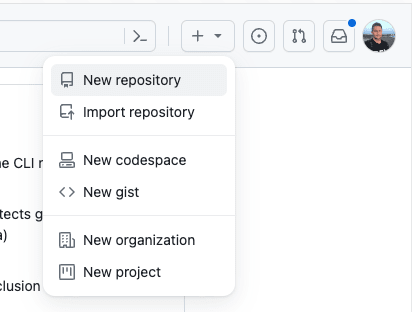 New repository
Import repository
ne CLI r
New codespace
New gist
tects g
a)
New organization
New project
clusion